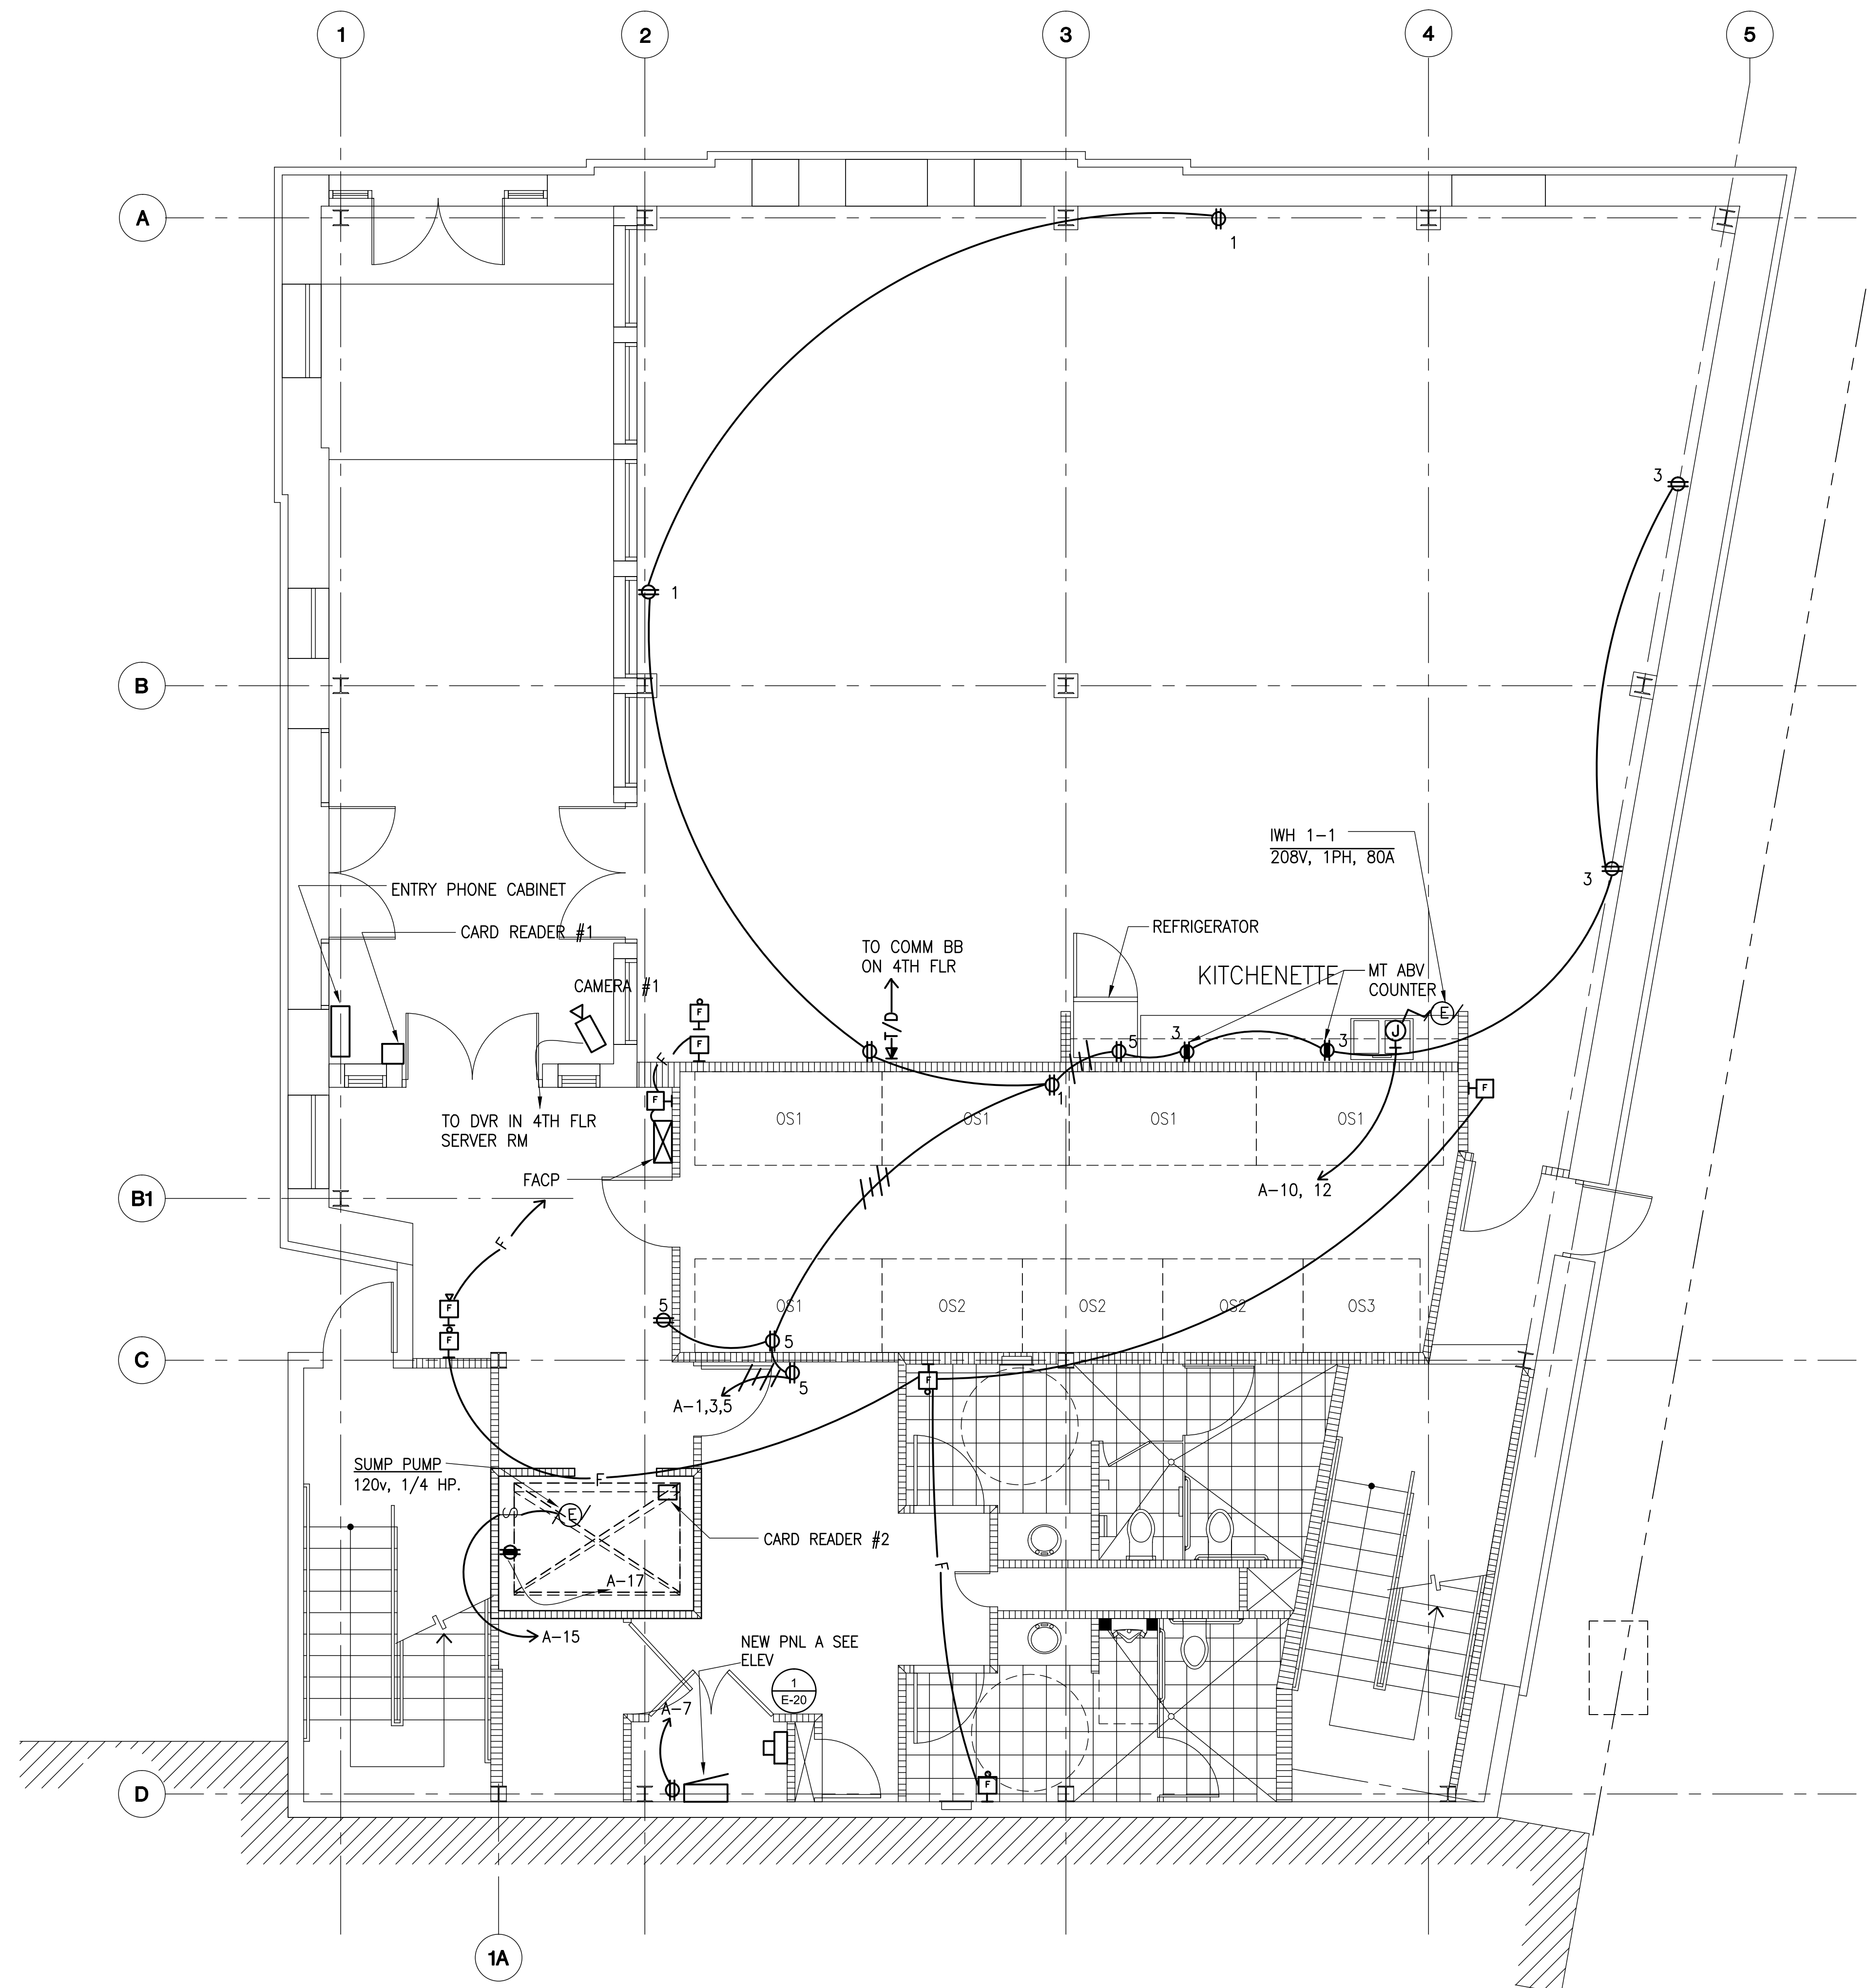 1 2 3 4 5
A
1
3
1
B
IWH 1-1
208V, 1PH, 80A
3
ENTRY PHONE CABINET
CARD READER #1
REFRIGERATOR
TO COMM BB
ON 4TH FLR
KITCHENETTE
MT ABV
COUNTER
CAMERA #1
F
F
F
F
T/D
5
3
3
J
E
1
F
TO DVR IN 4TH FLR
SERVER RM
OS1 OS1 OS1 OS1
FACP
A-10, 12
B1
F
F
F
5
OS1 OS2 OS2 OS2 OS3
5
C
5
F
A-1,3,5
SUMP PUMP
120v, 1/4 HP.
F
S
E
CARD READER #2
F
A-17
A-15
NEW PNL A SEE
ELEV
1
E-20
A-7
F
D
1A